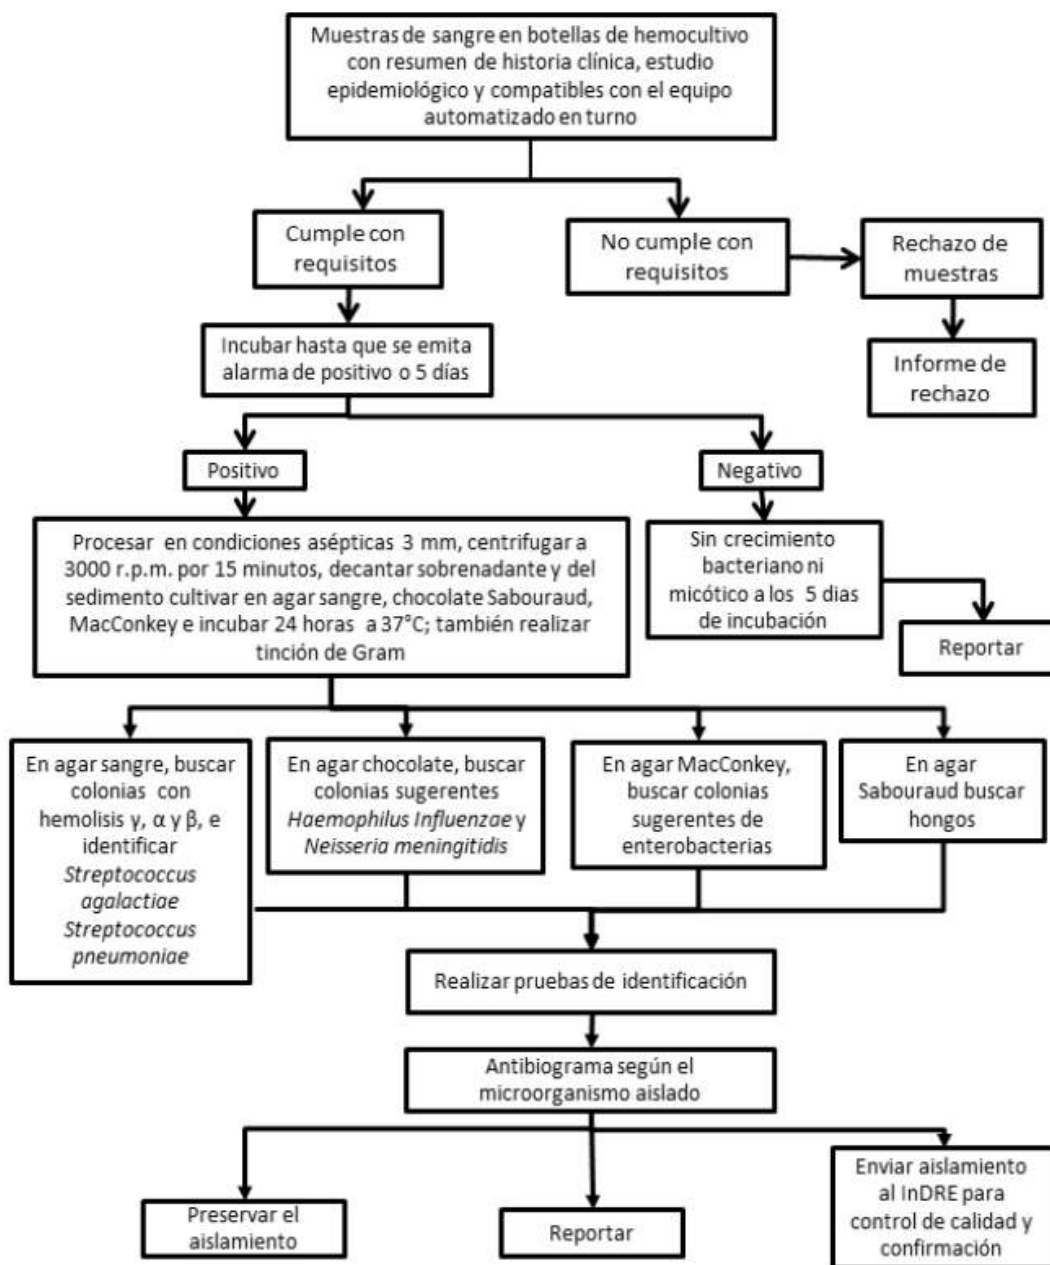 Muestras de sangre en botellas de hemocultivo
con resumen de historia clínica, estudio
epidemiológico y compatibles con el equipo
automatizado en turno
Cumple con
requisitos
No cumple con
requisitos
Rechazo de
muestras
Incubar hasta que se emita
alarma de positivo o 5 días
Informe de
rechazo
Positivo
Negativo
Procesar en condiciones asépticas 3 mm, centrifugar a
3000 r.p.m. por 15 minutos, decantar sobrenadante y del
sedimento cultivar en agar sangre, chocolate Sabouraud,
MacConkey e incubar 24 horas a 37°C; también realizar
tinción de Gram
Sin crecimiento
bacteriano ni
micótico a los 5 dias
de incubación
Reportar
En agar sangre, buscar
colonias con
hemolisis γ, α y β, e
identificar
Streptococcus
agalactiae
Streptococcus
pneumoniae
En agar chocolate, buscar
colonias sugerentes
Haemophilus Influenzae y
Neisseria meningitidis
En agar MacConkey,
buscar colonias
sugerentes de
enterobacterias
En agar
Sabouraud buscar
hongos
Realizar pruebas de identificación
Antibiograma según el
microorganismo aislado
Preservar el
aislamiento
Reportar
Enviar aislamiento
al InDRE para
control de calidad y
confirmación